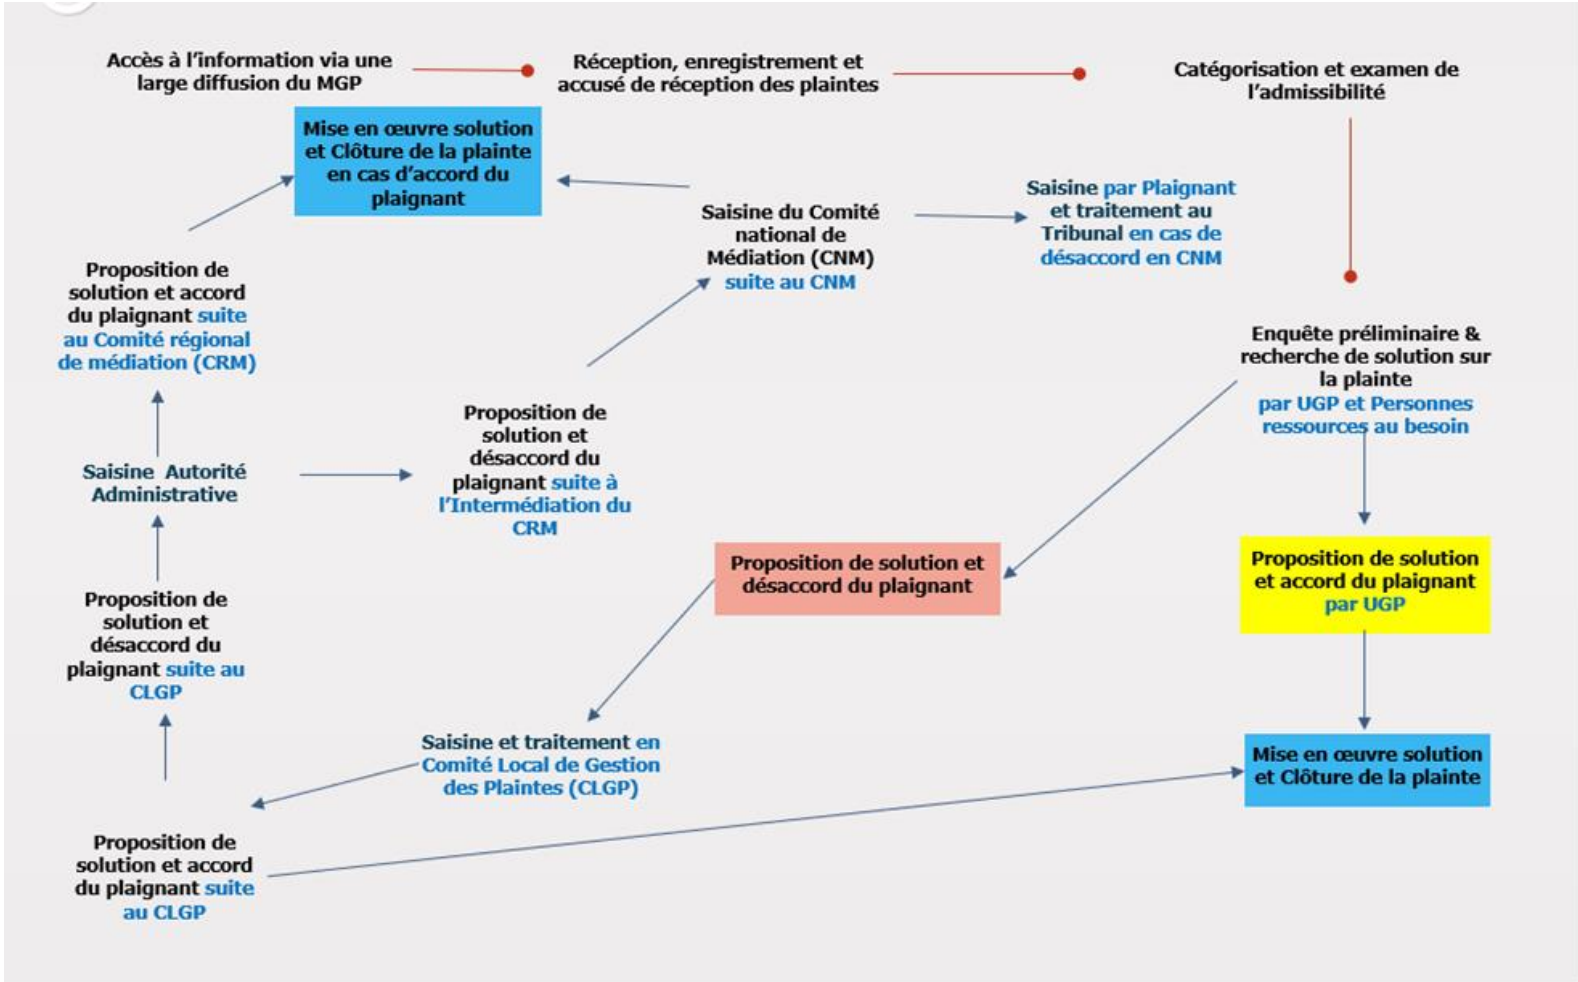 Accès à l'information via une
large diffusion du MGP
Réception, enregistrement et
accusé de réception des plaintes
Catégorisation et examen de
l'admissibilité
Mise en œuvre solution
et Clôture de la plainte
en cas d'accord du
plaignant
Saisine du Comité
national de
Médiation (CNM)
suite au CNM
Saisine par Plaignant
et traitement au
Tribunal en cas de
désaccord en CNM
Proposition de
solution et accord
du plaignant suite
au Comité régional
de médiation (CRM)
Enquête préliminaire &
recherche de solution sur
la plainte
par UGP et Personnes
ressources au besoin
Proposition de
solution et
désaccord du
plaignant suite à
l'Intermédiation du
CRM
Saisine Autorité
Administrative
Proposition de solution et
désaccord du plaignant
Proposition de solution
et accord du plaignant
par UGP
Proposition de
solution et
désaccord du
plaignant suite au
CLGP
Saisine et traitement en
Comité Local de Gestion
des Plaintes (CLGP)
Mise en œuvre solution
et Clôture de la plainte
Proposition de
solution et accord
du plaignant suite
au CLGP